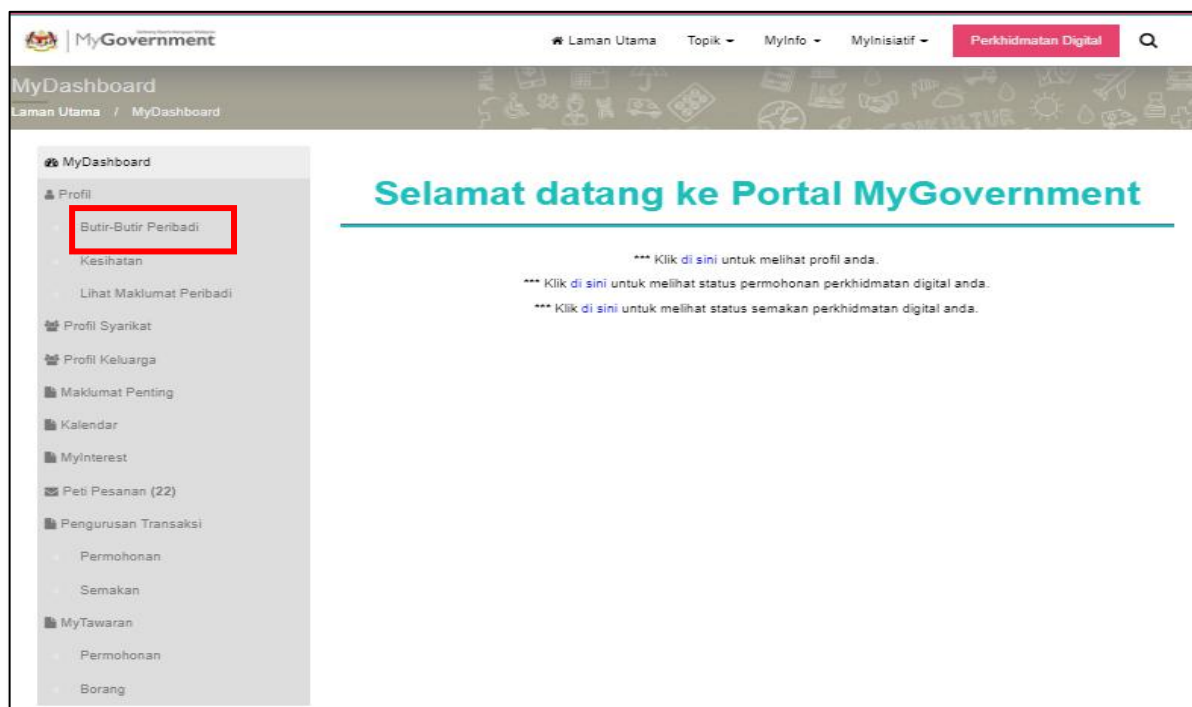 MyGovernment
Laman Utama Topik MyInfo MyInisiatif Perkhidmatan Digital
MyDashboard
Laman Utama / MyDashboard
MyDashboard
Profil
Butir-Butir Peribadi
Kesihatan
Lihat Maklumat Peribadi
Profil Syarikat
Profil Keluarga
Maklumat Penting
Kalendar
MyInterest
Peti Pesanan (22)
Pengurusan Transaksi
Permohonan
Semakan
MyTawaran
Permohonan
Borang
Selamat datang ke Portal MyGovernment
*** Klik di sini untuk melihat profil anda.
*** Klik di sini untuk melihat status permohonan perkhidmatan digital anda.
*** Klik di sini untuk melihat status semakan perkhidmatan digital anda.